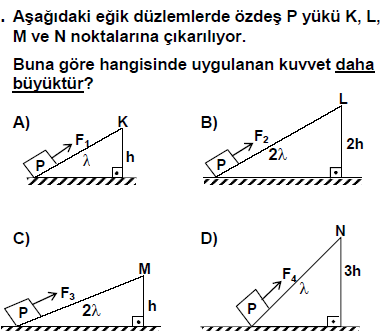 . Aşağıdaki eğik düzlemlerde özdeş P yükü K, L,
M ve N noktalarına çıkarılıyor.
Buna göre hangisinde uygulanan kuvvet daha
büyüktür?
A)
K
F1
P
λ
h
B)
L
F2
P
2λ
2h
C)
M
F3
P
2λ
h
D)
N
F4
P
λ
3h